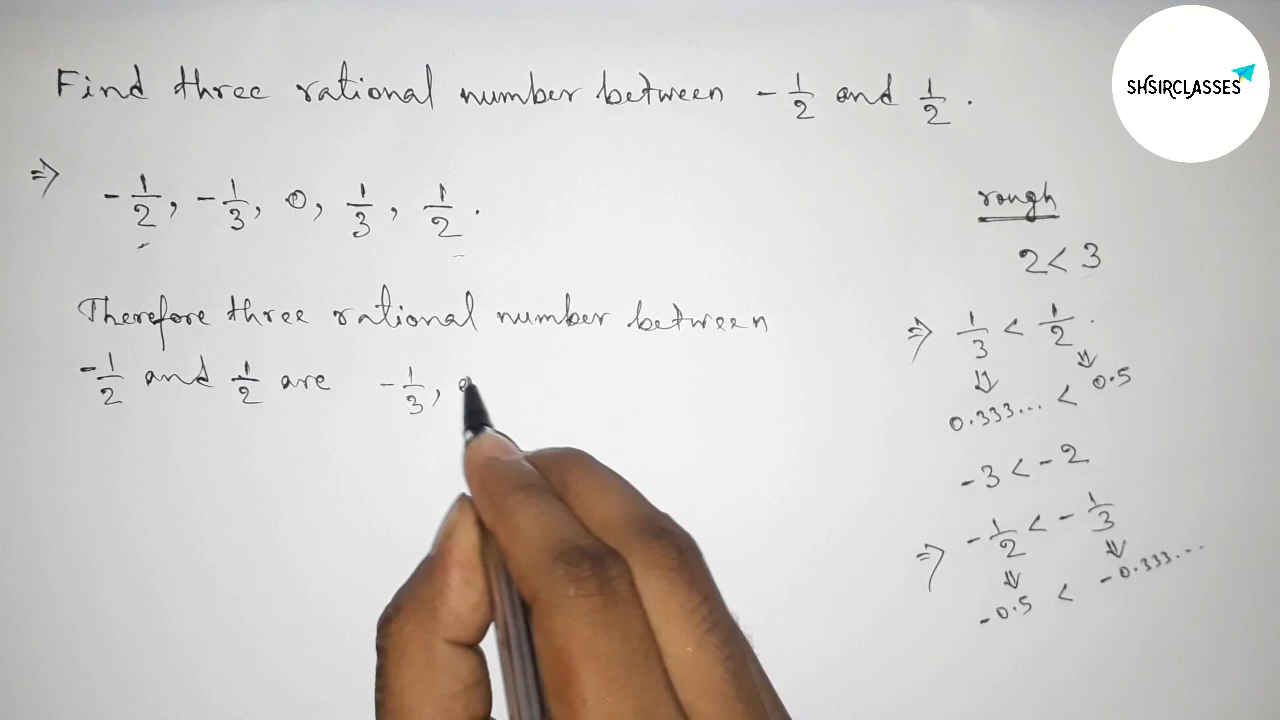 Find three rational number between -1/2 and 1/2.
SHSIRCLASSES
⇒ -1/2, -1/3, 0, 1/3, 1/2.
Therefore three rational number between
-1/2 and 1/2 are -1/3, 0
rough
2 < 3
⇒ 1/3 < 1/2.
⇓ ⇓
0.333... < 0.5
-3 < -2
⇒ -1/2 < -1/3
⇓ ⇓
-0.5 < -0.333...